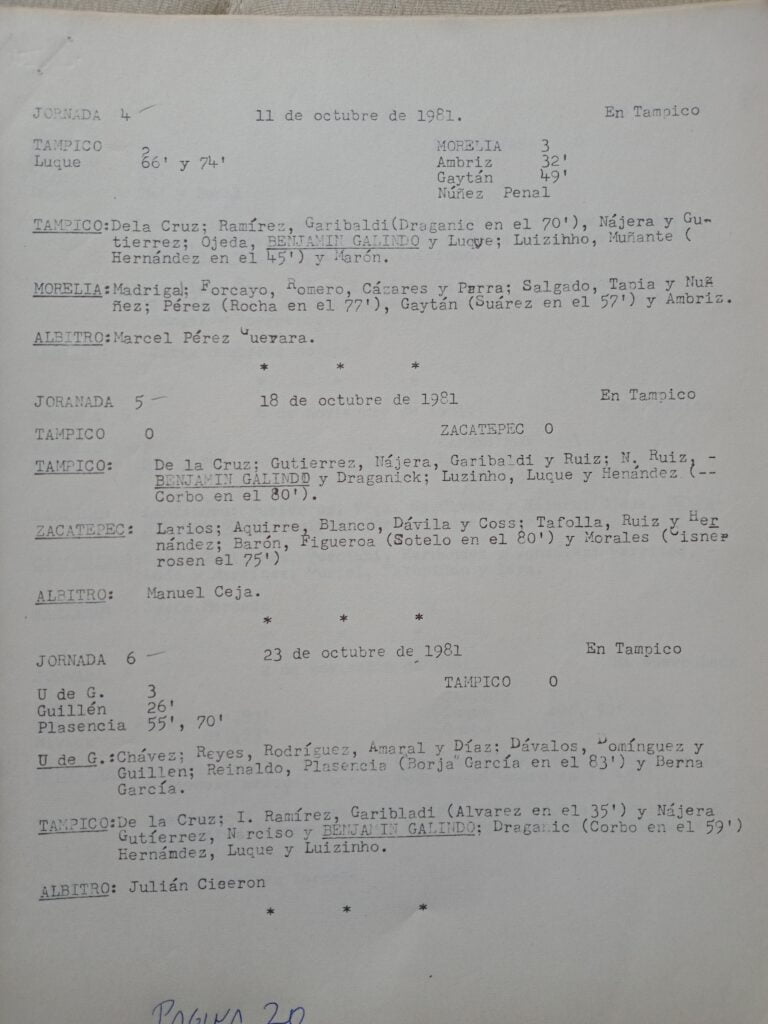 JORNADA 4 - 11 de octubre de 1981. En Tampico
TAMPICO 2 MORELIA 3
Luque 66' y 74' Ambriz 32'
Gaytán 49'
Núñez Penal
TAMPICO:Dela Cruz; Ramírez, Garibaldi(Draganic en el 70'), Nájera y Gu-
tierrez; Ojeda, BENJAMIN GALINDO y Luque; Luizihho, Muñante (
Hernández en el 45') y Marón.
MORELIA:Madrigal; Forcayo, Romero, Cázares y Parra; Salgado, Tapia y Nuñ
ñez; Pérez (Rocha en el 77'), Gaytán (Suárez en el 57') y Ambriz.
ALBITRO:Marcel Pérez Guevara.
* * *
JORANADA 5 - 18 de octubre de 1981 En Tampico
TAMPICO 0 ZACATEPEC 0
TAMPICO: De la Cruz; Gutierrez, Nájera, Garibaldi y Ruiz; N. Ruiz, -
BENJAMIN GALINDO y Draganick; Luzinho, Luque y Henández (--
Corbo en el 80').
ZACATEPEC: Larios; Aquirre, Blanco, Dávila y Coss; Tafolla, Ruiz y Her
nández; Barón, Figueroa (Sotelo en el 80') y Morales (Cisner
rosen el 75')
ALBITRO: Manuel Ceja.
* * *
JORNADA 6 - 23 de octubre de 1981 En Tampico
U de G. 3 TAMPICO 0
Guillén 26'
Plasencia 55', 70'
U de G.:Chávez; Reyes, Rodríguez, Amaral y Díaz; Dávalos, Domínguez y
Guillen; Reinaldo, Plasencia (Borja" García en el 83') y Berna
García.
TAMPICO:De la Cruz; I. Ramírez, Garibladi (Alvarez en el 35') y Nájera
Gutíerrez, Narciso y BENJAMIN GALINDO; Draganic (Corbo en el 59')
Hernámdez, Luque y Luizinho.
ALBITRO: Julián Ciseron
* * *
PAGINA 20